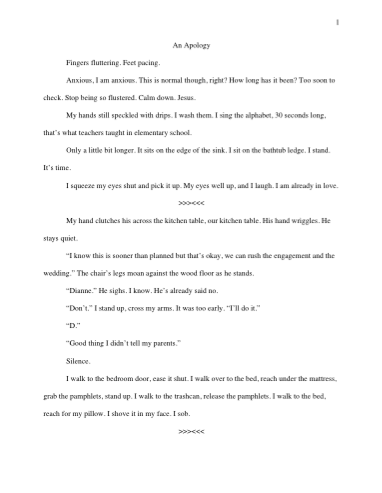 1
An Apology
Fingers fluttering. Feet pacing.
Anxious, I am anxious. This is normal though, right? How long has it been? Too soon to
check. Stop being so flustered. Calm down. Jesus.
My hands still speckled with drips. I wash them. I sing the alphabet, 30 seconds long,
that’s what teachers taught in elementary school.
Only a little bit longer. It sits on the edge of the sink. I sit on the bathtub ledge. I stand.
It’s time.
I squeeze my eyes shut and pick it up. My eyes well up, and I laugh. I am already in love.
>>><<<
My hand clutches his across the kitchen table, our kitchen table. His hand wriggles. He
stays quiet.
“I know this is sooner than planned but that’s okay, we can rush the engagement and the
wedding.” The chair’s legs moan against the wood floor as he stands.
“Dianne.” He sighs. I know. He’s already said no.
“Don’t.” I stand up, cross my arms. It was too early. “I’ll do it.”
“D.”
“Good thing I didn’t tell my parents.”
Silence.
I walk to the bedroom door, ease it shut. I walk over to the bed, reach under the mattress,
grab the pamphlets, stand up. I walk to the trashcan, release the pamphlets. I walk to the bed,
reach for my pillow. I shove it in my face. I sob.
>>><<<